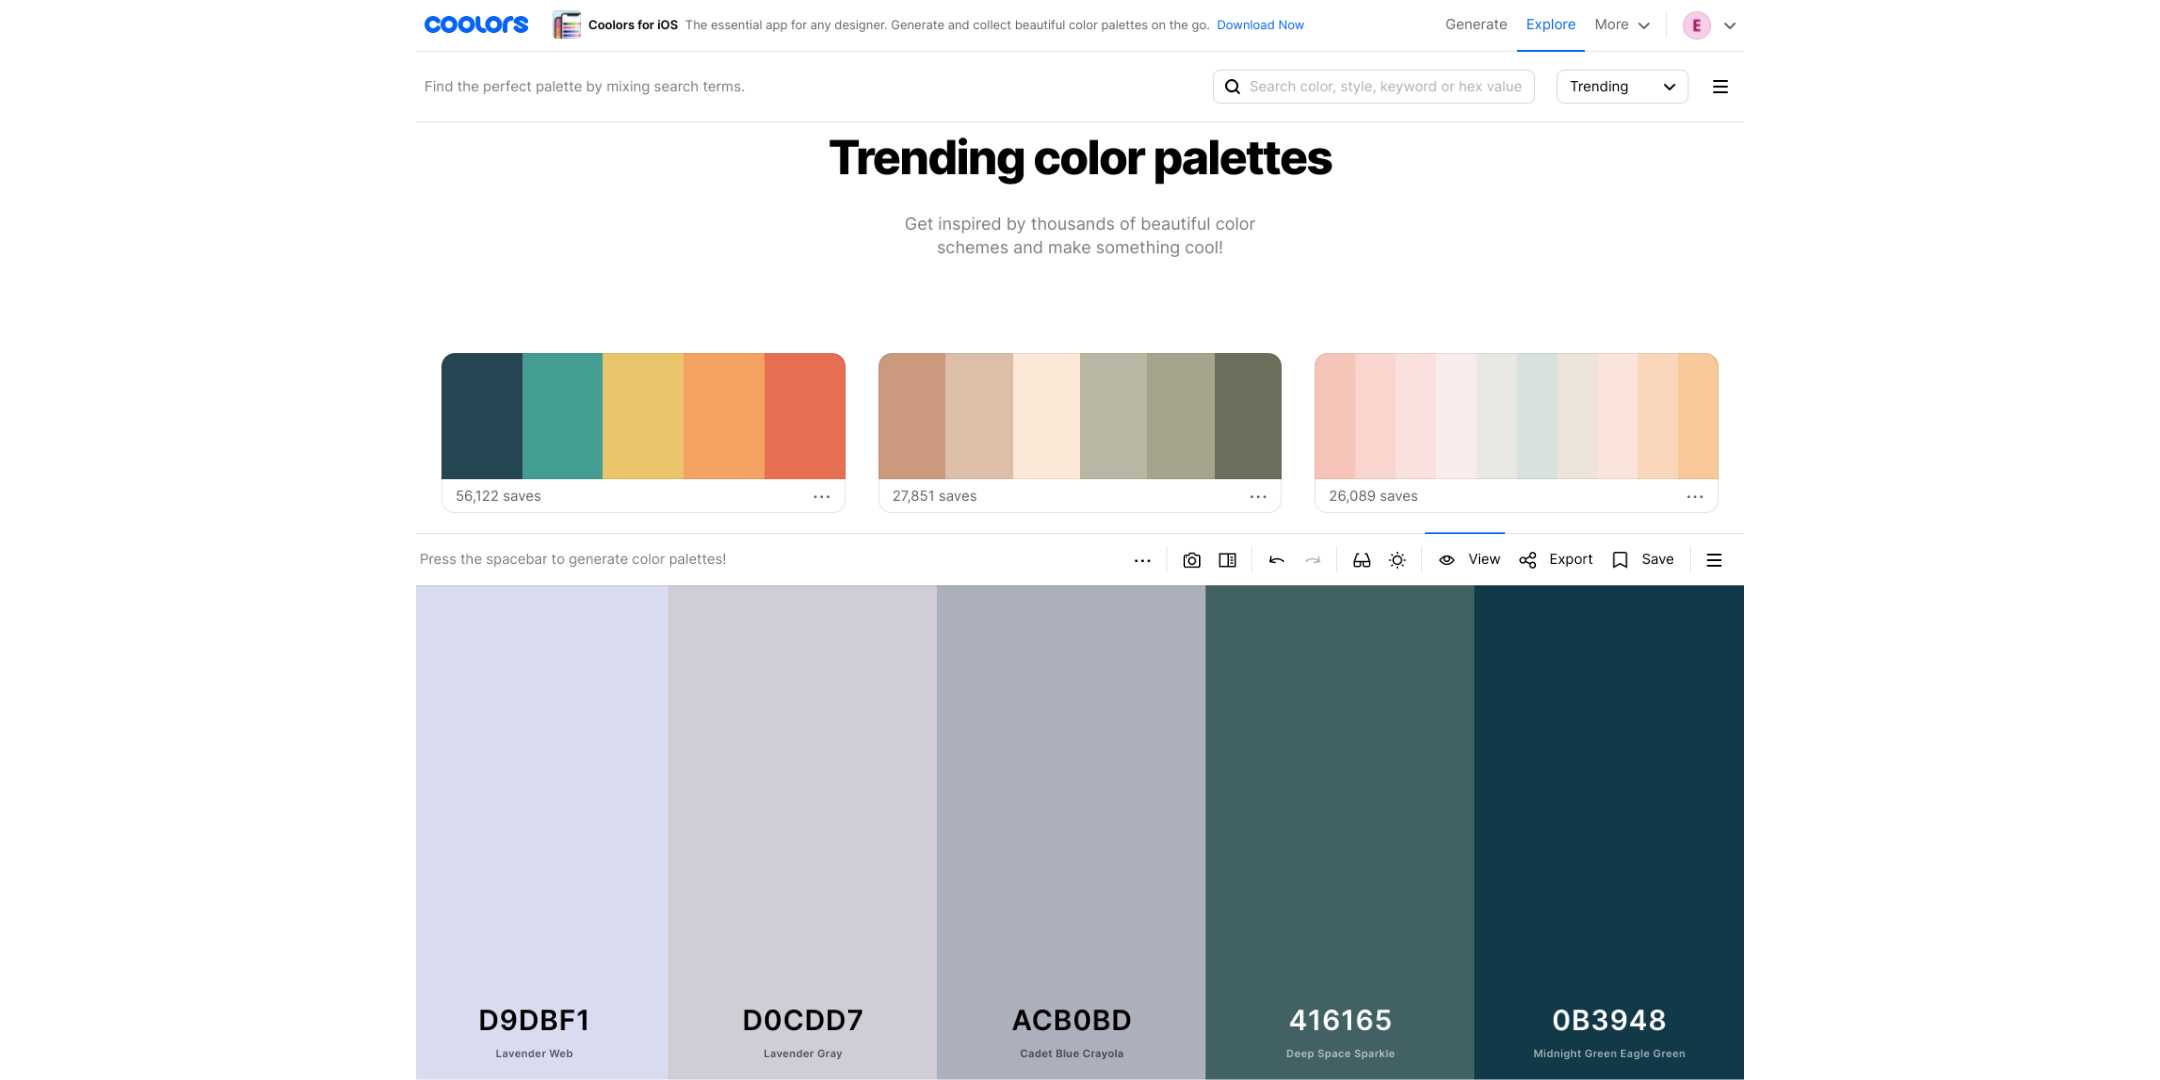 coolors
Coolors for iOS The essential app for any designer. Generate and collect beautiful color palettes on the go. Download Now
Generate Explore More E
Find the perfect palette by mixing search terms.
Search color, style, keyword or hex value
Trending
Trending color palettes
Get inspired by thousands of beautiful color
schemes and make something cool!
56,122 saves
27,851 saves
26,089 saves
Press the spacebar to generate color palettes!
View Export Save
D9DBF1
Lavender Web
D0CDD7
Lavender Gray
ACB0BD
Cadet Blue Crayola
416165
Deep Space Sparkle
0B3948
Midnight Green Eagle Green